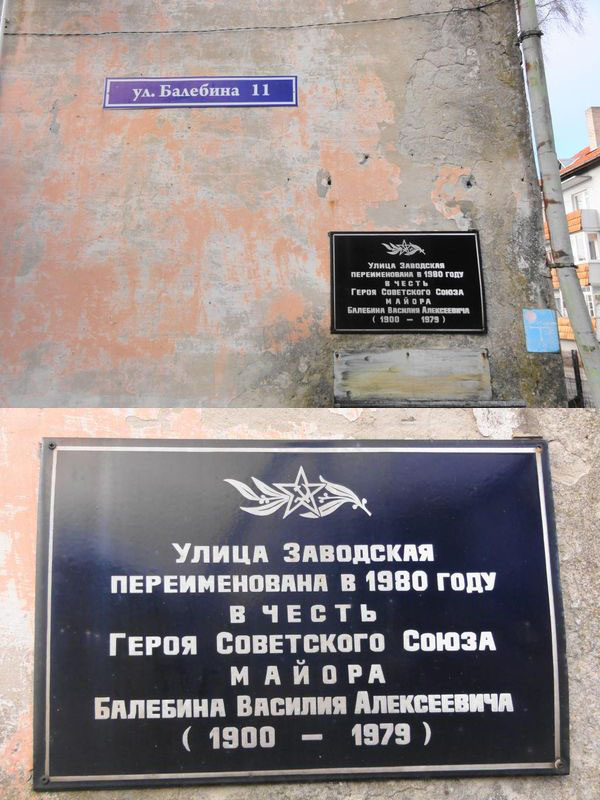 ул. Балебина 11
Улица Заводская
переименована в 1980 году
в честь
Героя Советского Союза
майора
Балебина Василия Алексеевича
(1900 — 1979)
Улица Заводская
переименована в 1980 году
в честь
Героя Советского Союза
майора
Балебина Василия Алексеевича
(1900 — 1979)